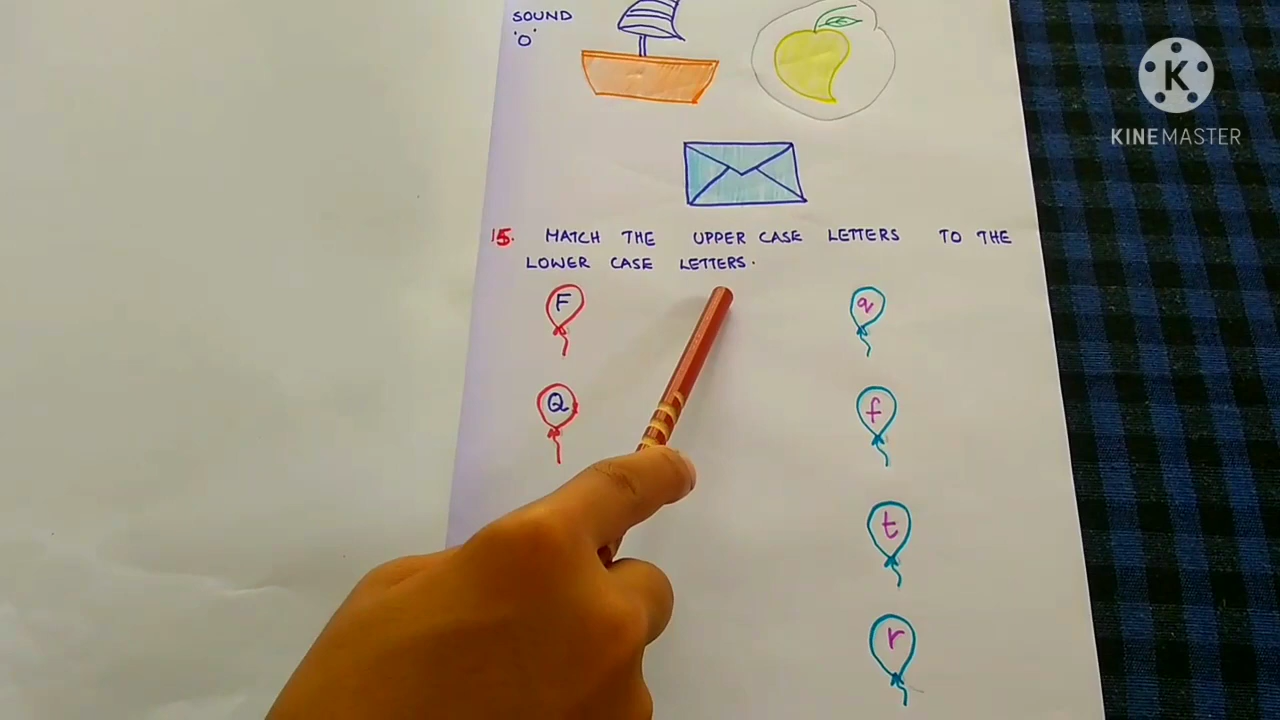 SOUND
'O'
15. MATCH THE UPPER CASE LETTERS TO THE
LOWER CASE LETTERS.
F q
Q f
t
r
K
KINEMASTER